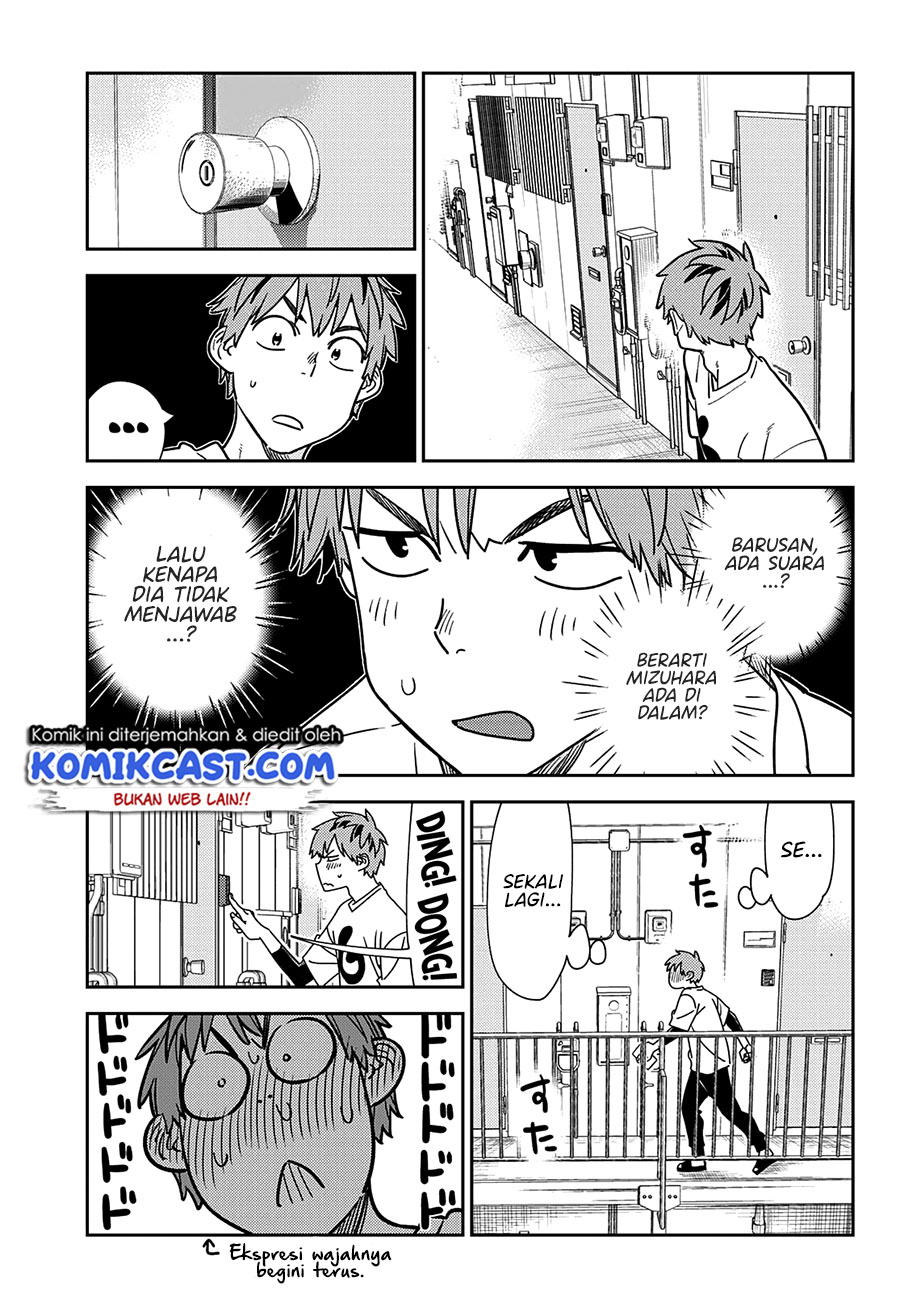 ...
BARUSAN,
ADA SUARA
...?
BERARTI
MIZUHARA
ADA DI
DALAM?
LALU
KENAPA
DIA TIDAK
MENJAWAB
...?
Komik ini diterjemahkan & diedit oleh
KOMIKCAST.COM
BUKAN WEB LAIN!!
SE...
すた
SEKALI
LAGI...
すた
DING! DONG!
G
ドドドド
ドドドド
Ekspresi wajahnya
begini terus.